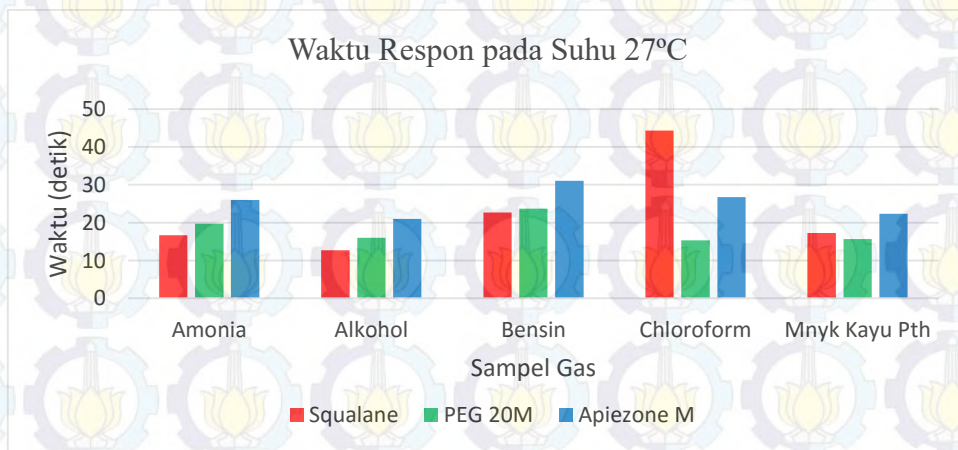 Waktu Respon pada Suhu 27ºC
Waktu (detik)
50
40
30
20
10
0
Amonia Alkohol Bensin Chloroform Mnyk Kayu Pth
Sampel Gas
Squalane PEG 20M Apiezone M